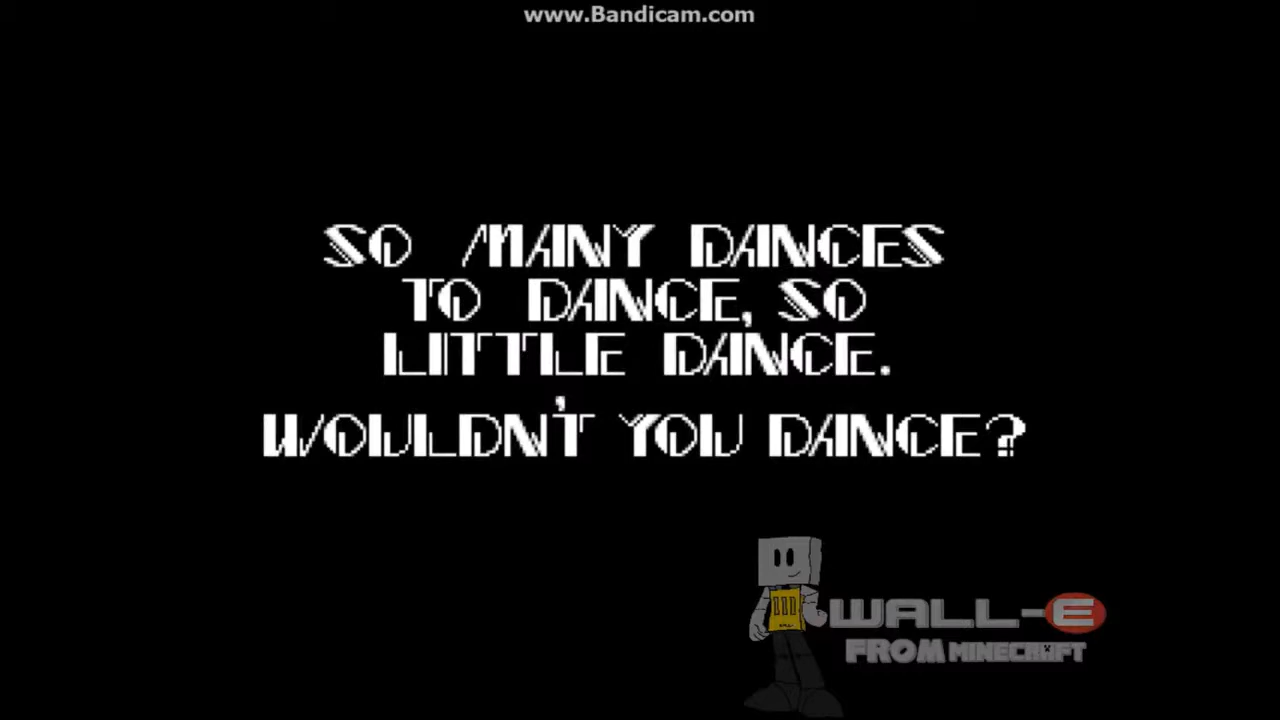 www.Bandicam.com
SO MANY DANCES
TO DANCE, SO
LITTLE DANCE.
WOULDN'T YOU DANCE?
WALL-E
FROM MINECRAFT